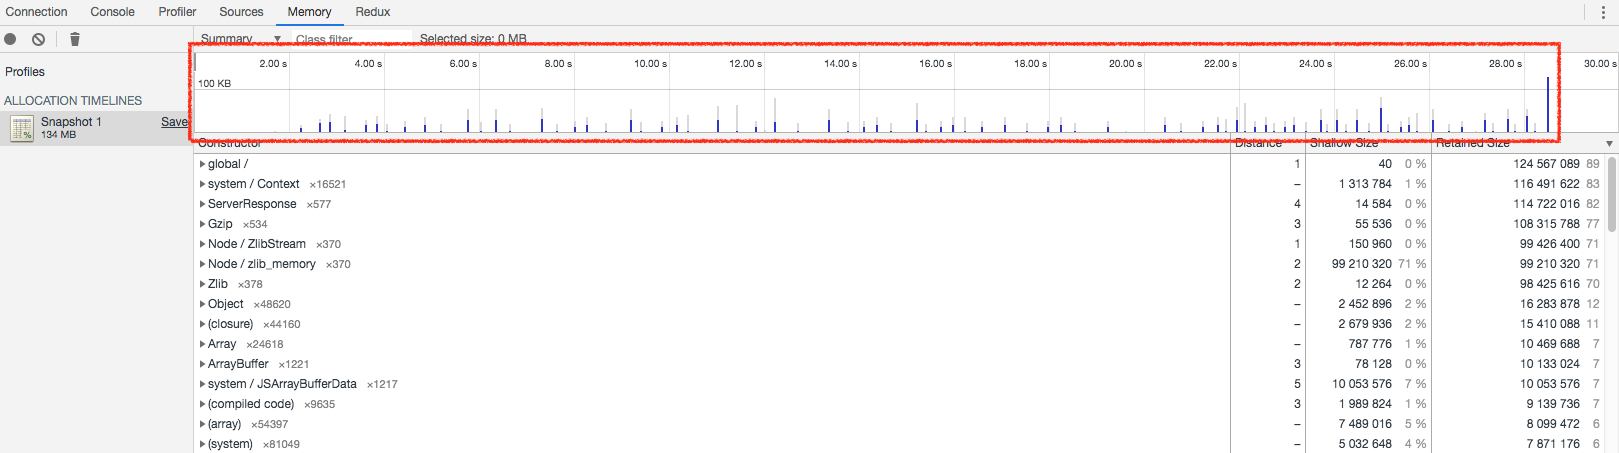 Connection Console Profiler Sources Memory Redux
Summary ▼ Class filter Selected size: 0 MB
Profiles
2.00 s 4.00 s 6.00 s 8.00 s 10.00 s 12.00 s 14.00 s 16.00 s 18.00 s 20.00 s 22.00 s 24.00 s 26.00 s 28.00 s 30.00 s
100 KB
ALLOCATION TIMELINES
Snapshot 1 Save
134 MB
Constructor Distance Shallow Size Retained Size ▼
global / 1 40 0 % 124 567 089 89
system / Context ×16521 – 1 313 784 1 % 116 491 622 83
ServerResponse ×577 4 14 584 0 % 114 722 016 82
Gzip ×534 3 55 536 0 % 108 315 788 77
Node / ZlibStream ×370 1 150 960 0 % 99 426 400 71
Node / zlib_memory ×370 2 99 210 320 71 % 99 210 320 71
Zlib ×378 2 12 264 0 % 98 425 616 70
Object ×48620 – 2 452 896 2 % 16 283 878 12
(closure) ×44160 – 2 679 936 2 % 15 410 088 11
Array ×24618 – 787 776 1 % 10 469 688 7
ArrayBuffer ×1221 3 78 128 0 % 10 133 024 7
system / JSArrayBufferData ×1217 5 10 053 576 7 % 10 053 576 7
(compiled code) ×9635 3 1 989 824 1 % 9 139 736 7
(array) ×54397 – 7 489 016 5 % 8 099 472 6
(system) ×81049 – 5 032 648 4 % 7 871 176 6